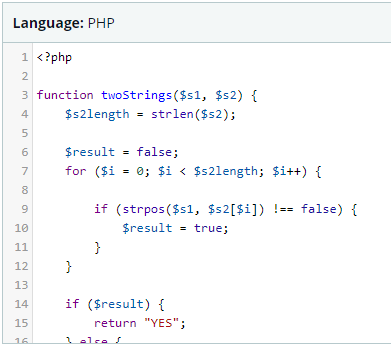 Language: PHP
1 <?php
2
3 function twoStrings($s1, $s2) {
4     $s2length = strlen($s2);
5
6     $result = false;
7     for ($i = 0; $i < $s2length; $i++) {
8
9         if (strpos($s1, $s2[$i]) !== false) {
10             $result = true;
11         }
12     }
13
14     if ($result) {
15         return "YES";
16     } else {